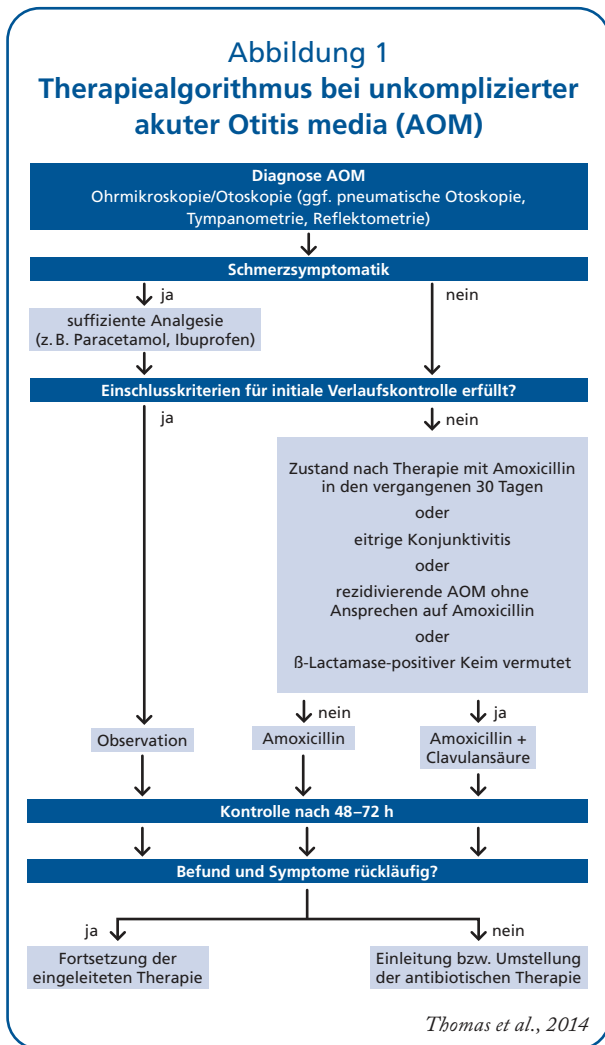 Abbildung 1
Therapiealgorithmus bei unkomplizierter
akuter Otitis media (AOM)
Diagnose AOM
Ohrmikroskopie/Otoskopie (ggf. pneumatische Otoskopie,
Tympanometrie, Reflektometrie)
Schmerzsymptomatik
ja
nein
suffiziente Analgesie
(z. B. Paracetamol, Ibuprofen)
Einschlusskriterien für initiale Verlaufskontrolle erfüllt?
ja
nein
Zustand nach Therapie mit Amoxicillin
in den vergangenen 30 Tagen
oder
eitrige Konjunktivitis
oder
rezidivierende AOM ohne
Ansprechen auf Amoxicillin
oder
ß-Lactamase-positiver Keim vermutet
nein
ja
Observation
Amoxicillin
Amoxicillin +
Clavulansäure
Kontrolle nach 48–72 h
Befund und Symptome rückläufig?
ja
nein
Fortsetzung der
eingeleiteten Therapie
Einleitung bzw. Umstellung
der antibiotischen Therapie
Thomas et al., 2014